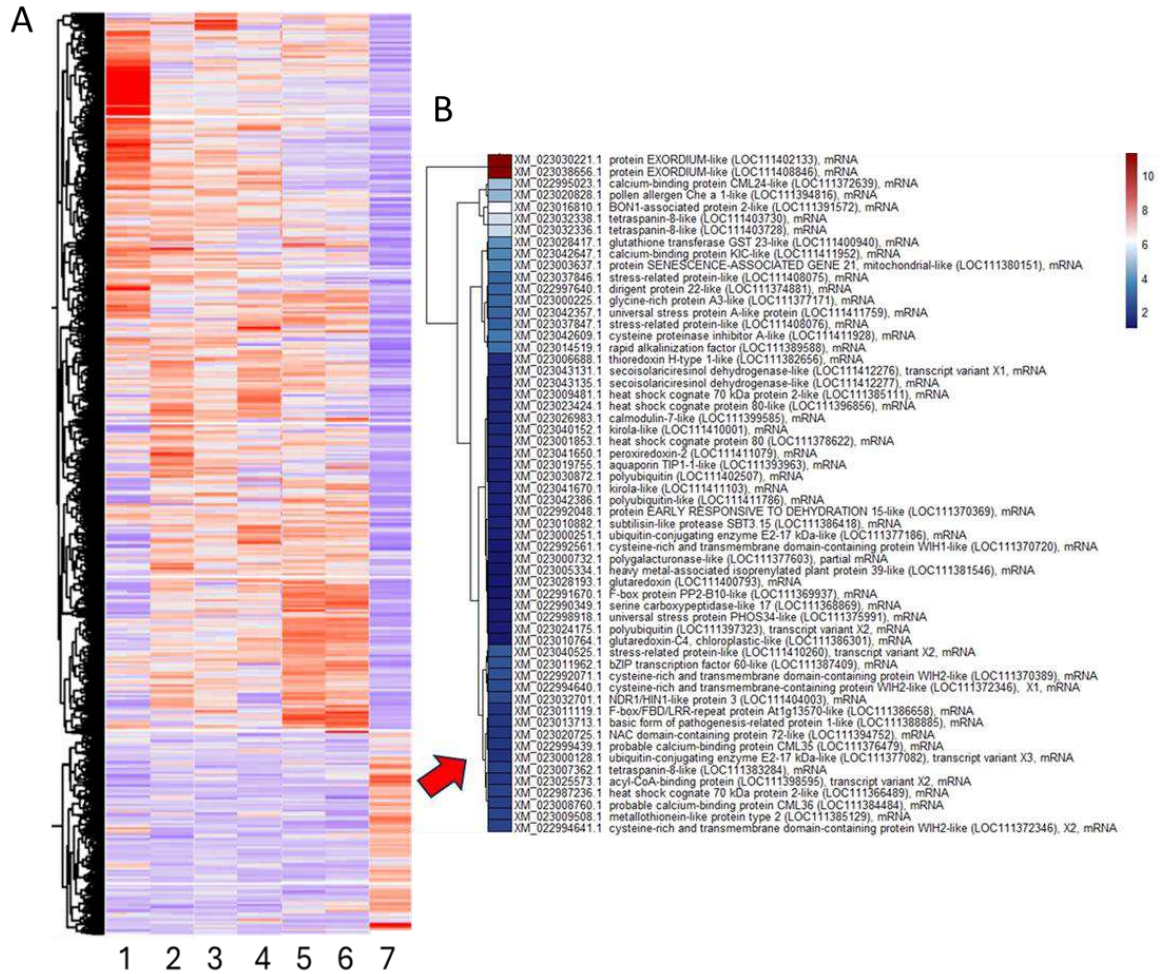 A
B
XM_023030221.1 protein EXORDIUM-like (LOC111402133), mRNA
XM_023038656.1 protein EXORDIUM-like (LOC111408846), mRNA
XM_022995023.1 calcium-binding protein CML24-like (LOC111372639), mRNA
XM_023020828.1 pollen allergen Che a 1-like (LOC111394816), mRNA
XM_023016810.1 BON1-associated protein 2-like (LOC111391572), mRNA
XM_023032338.1 tetraspanin-8-like (LOC111403730), mRNA
XM_023032336.1 tetraspanin-8-like (LOC111403728), mRNA
XM_023028417.1 glutathione transferase GST 23-like (LOC111400940), mRNA
XM_023042647.1 calcium-binding protein KIC-like (LOC111411952), mRNA
XM_023003637.1 protein SENESCENCE-ASSOCIATED GENE 21, mitochondrial-like (LOC111380151), mRNA
XM_023037846.1 stress-related protein-like (LOC111408075), mRNA
XM_022997640.1 dirigent protein 22-like (LOC111374881), mRNA
XM_023000225.1 glycine-rich protein A3-like (LOC111377171), mRNA
XM_023042357.1 universal stress protein A-like protein (LOC111411759), mRNA
XM_023037847.1 stress-related protein-like (LOC111408076), mRNA
XM_023042609.1 cysteine proteinase inhibitor A-like (LOC111411928), mRNA
XM_023014519.1 rapid alkalinization factor (LOC111389588), mRNA
XM_023006688.1 thioredoxin H-type 1-like (LOC111382656), mRNA
XM_023043131.1 secoisolariciresinol dehydrogenase-like (LOC111412276), transcript variant X1, mRNA
XM_023043135.1 secoisolariciresinol dehydrogenase-like (LOC111412277), mRNA
XM_023009481.1 heat shock cognate 70 kDa protein 2-like (LOC111385111), mRNA
XM_023023424.1 heat shock cognate protein 80-like (LOC111396856), mRNA
XM_023026983.1 calmodulin-7-like (LOC111399585), mRNA
XM_023040152.1 kirola-like (LOC111410001), mRNA
XM_023001853.1 heat shock cognate protein 80 (LOC111378622), mRNA
XM_023041650.1 peroxiredoxin-2 (LOC111411079), mRNA
XM_023019755.1 aquaporin TIP1-1-like (LOC111393963), mRNA
XM_023030872.1 polyubiquitin (LOC111402507), mRNA
XM_023041670.1 kirola-like (LOC111411103), mRNA
XM_023042386.1 polyubiquitin-like (LOC111411786), mRNA
XM_022992048.1 protein EARLY RESPONSIVE TO DEHYDRATION 15-like (LOC111370369), mRNA
XM_023010882.1 subtilisin-like protease SBT3.15 (LOC111386418), mRNA
XM_023000251.1 ubiquitin-conjugating enzyme E2-17 kDa-like (LOC111377186), mRNA
XM_022992561.1 cysteine-rich and transmembrane domain-containing protein WIH1-like (LOC111370720), mRNA
XM_023000732.1 polygalacturonase-like (LOC111377603), partial mRNA
XM_023005334.1 heavy metal-associated isoprenylated plant protein 39-like (LOC111381546), mRNA
XM_023028193.1 glutaredoxin (LOC111400793), mRNA
XM_022991670.1 F-box protein PP2-B10-like (LOC111369937), mRNA
XM_022990349.1 serine carboxypeptidase-like 17 (LOC111368869), mRNA
XM_022998918.1 universal stress protein PHOS34-like (LOC111375991), mRNA
XM_023024175.1 polyubiquitin (LOC111397323), transcript variant X2, mRNA
XM_023010764.1 glutaredoxin-C4, chloroplastic-like (LOC111386301), mRNA
XM_023040525.1 stress-related protein-like (LOC111410260), transcript variant X2, mRNA
XM_023011962.1 bZIP transcription factor 60-like (LOC111387409), mRNA
XM_022992071.1 cysteine-rich and transmembrane domain-containing protein WIH2-like (LOC111370389), mRNA
XM_022994640.1 cysteine-rich and transmembrane-containing protein WIH2-like (LOC111372346), X1, mRNA
XM_023032701.1 NDR1/HIN1-like protein 3 (LOC111404003), mRNA
XM_023011119.1 F-box/FBD/LRR-repeat protein At1g13570-like (LOC111386658), mRNA
XM_023013713.1 basic form of pathogenesis-related protein 1-like (LOC111388885), mRNA
XM_023020725.1 NAC domain-containing protein 72-like (LOC111394752), mRNA
XM_022999439.1 probable calcium-binding protein CML35 (LOC111376479), mRNA
XM_023000128.1 ubiquitin-conjugating enzyme E2-17 kDa-like (LOC111377082), transcript variant X3, mRNA
XM_023007362.1 tetraspanin-8-like (LOC111383284), mRNA
XM_023025573.1 acyl-CoA-binding protein (LOC111398595), transcript variant X2, mRNA
XM_022987236.1 heat shock cognate 70 kDa protein 2-like (LOC111366489), mRNA
XM_023008760.1 probable calcium-binding protein CML36 (LOC111384484), mRNA
XM_023009508.1 metallothionein-like protein type 2 (LOC111385129), mRNA
XM_022994641.1 cysteine-rich and transmembrane domain-containing protein WIH2-like (LOC111372346), X2, mRNA
10
8
6
4
2
1 2 3 4 5 6 7